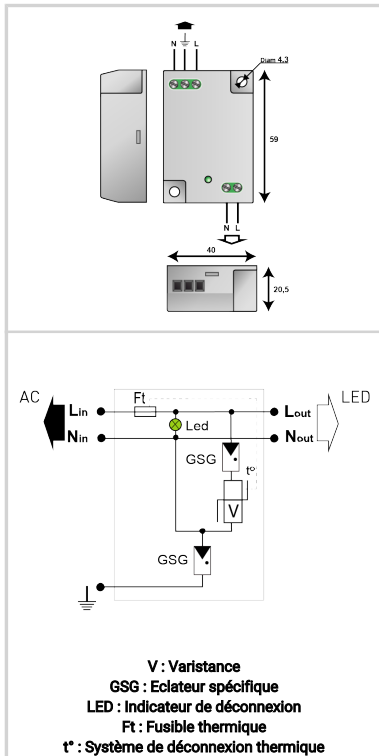 N L
Diam 4,3
59
N L
40
20,5
AC
LED
Ft
Lin
Lout
Led
Nin
Nout
GSG
t°
V
GSG
V : Varistance
GSG : Eclateur spécifique
LED : Indicateur de déconnexion
Ft : Fusible thermique
t° : Système de déconnexion thermique